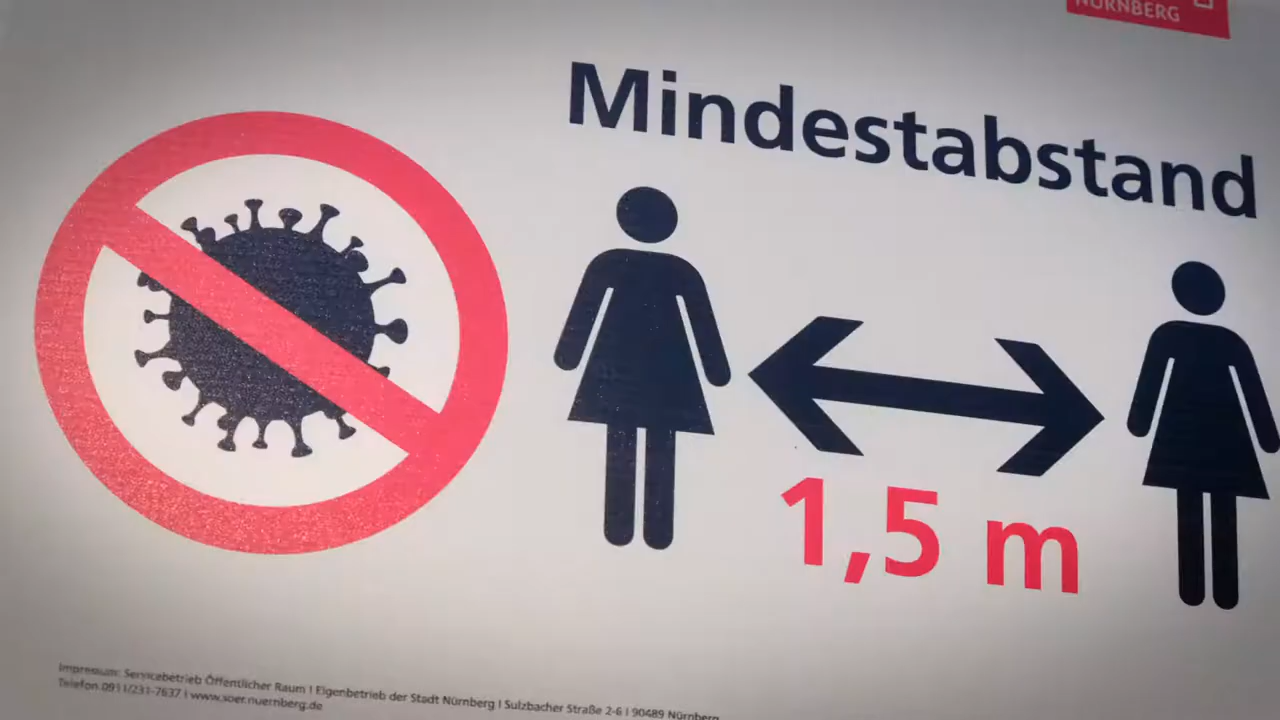 NÜRNBERG
Mindestabstand
1,5 m
Impressum: Servicebetrieb Öffentlicher Raum I Eigenbetrieb der Stadt Nürnberg I Sulzbacher Straße 2-6 I 90489 Nürnberg
Telefon 0911/231-7637 I www.soer.nuernberg.de